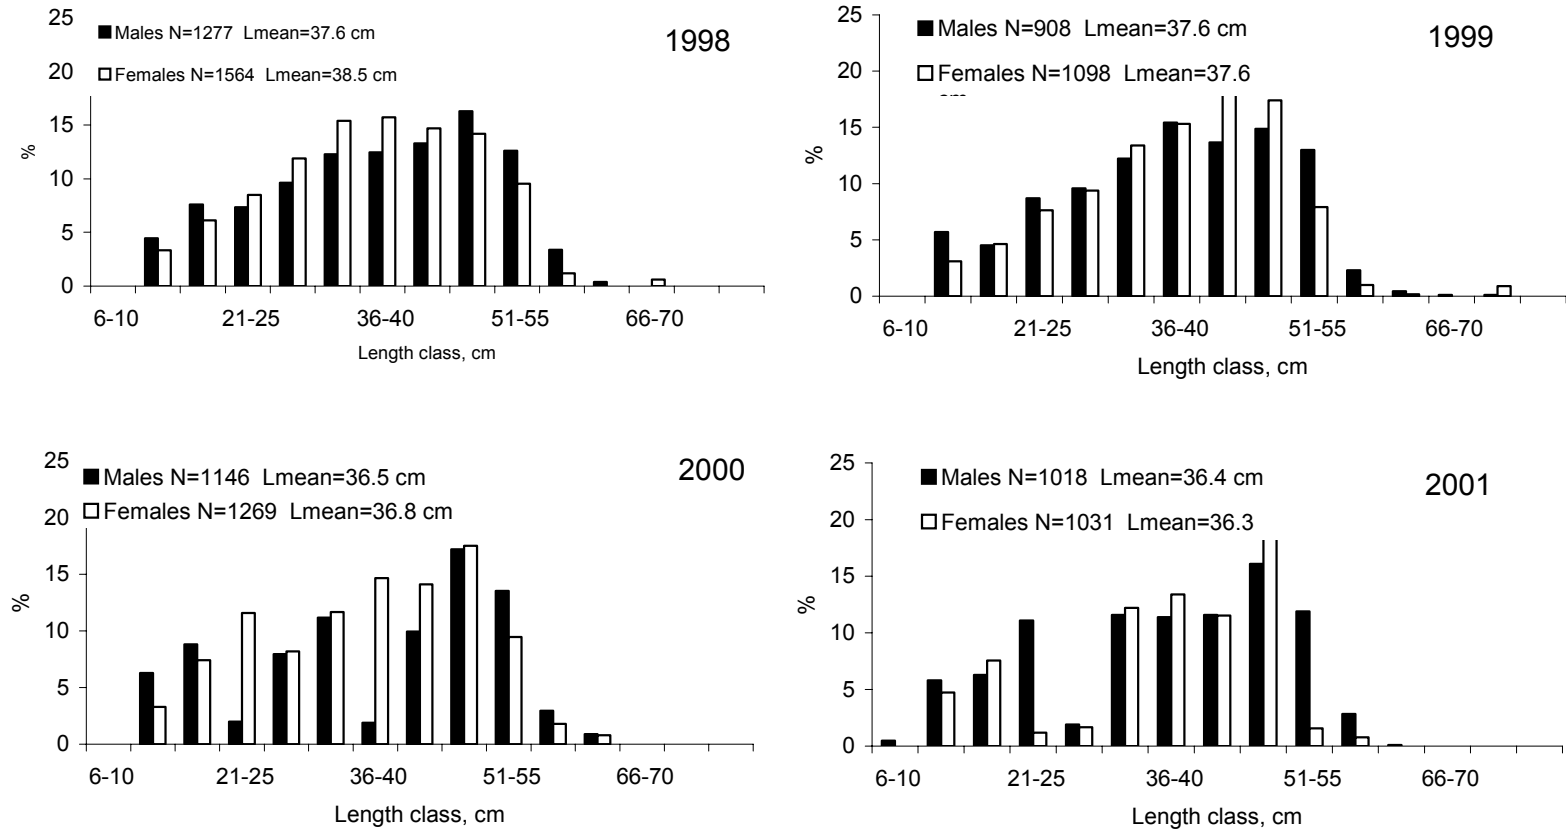 25
20
15
10
5
0
%
Males N=1277 Lmean=37.6 cm
Females N=1564 Lmean=38.5 cm
1998
6-10 21-25 36-40 51-55 66-70
Length class, cm
25
20
15
10
5
0
%
Males N=908 Lmean=37.6 cm
Females N=1098 Lmean=37.6
1999
6-10 21-25 36-40 51-55 66-70
Length class, cm
25
20
15
10
5
0
%
Males N=1146 Lmean=36.5 cm
Females N=1269 Lmean=36.8 cm
2000
6-10 21-25 36-40 51-55 66-70
Length class, cm
25
20
15
10
5
0
%
Males N=1018 Lmean=36.4 cm
Females N=1031 Lmean=36.3
2001
6-10 21-25 36-40 51-55 66-70
Length class, cm